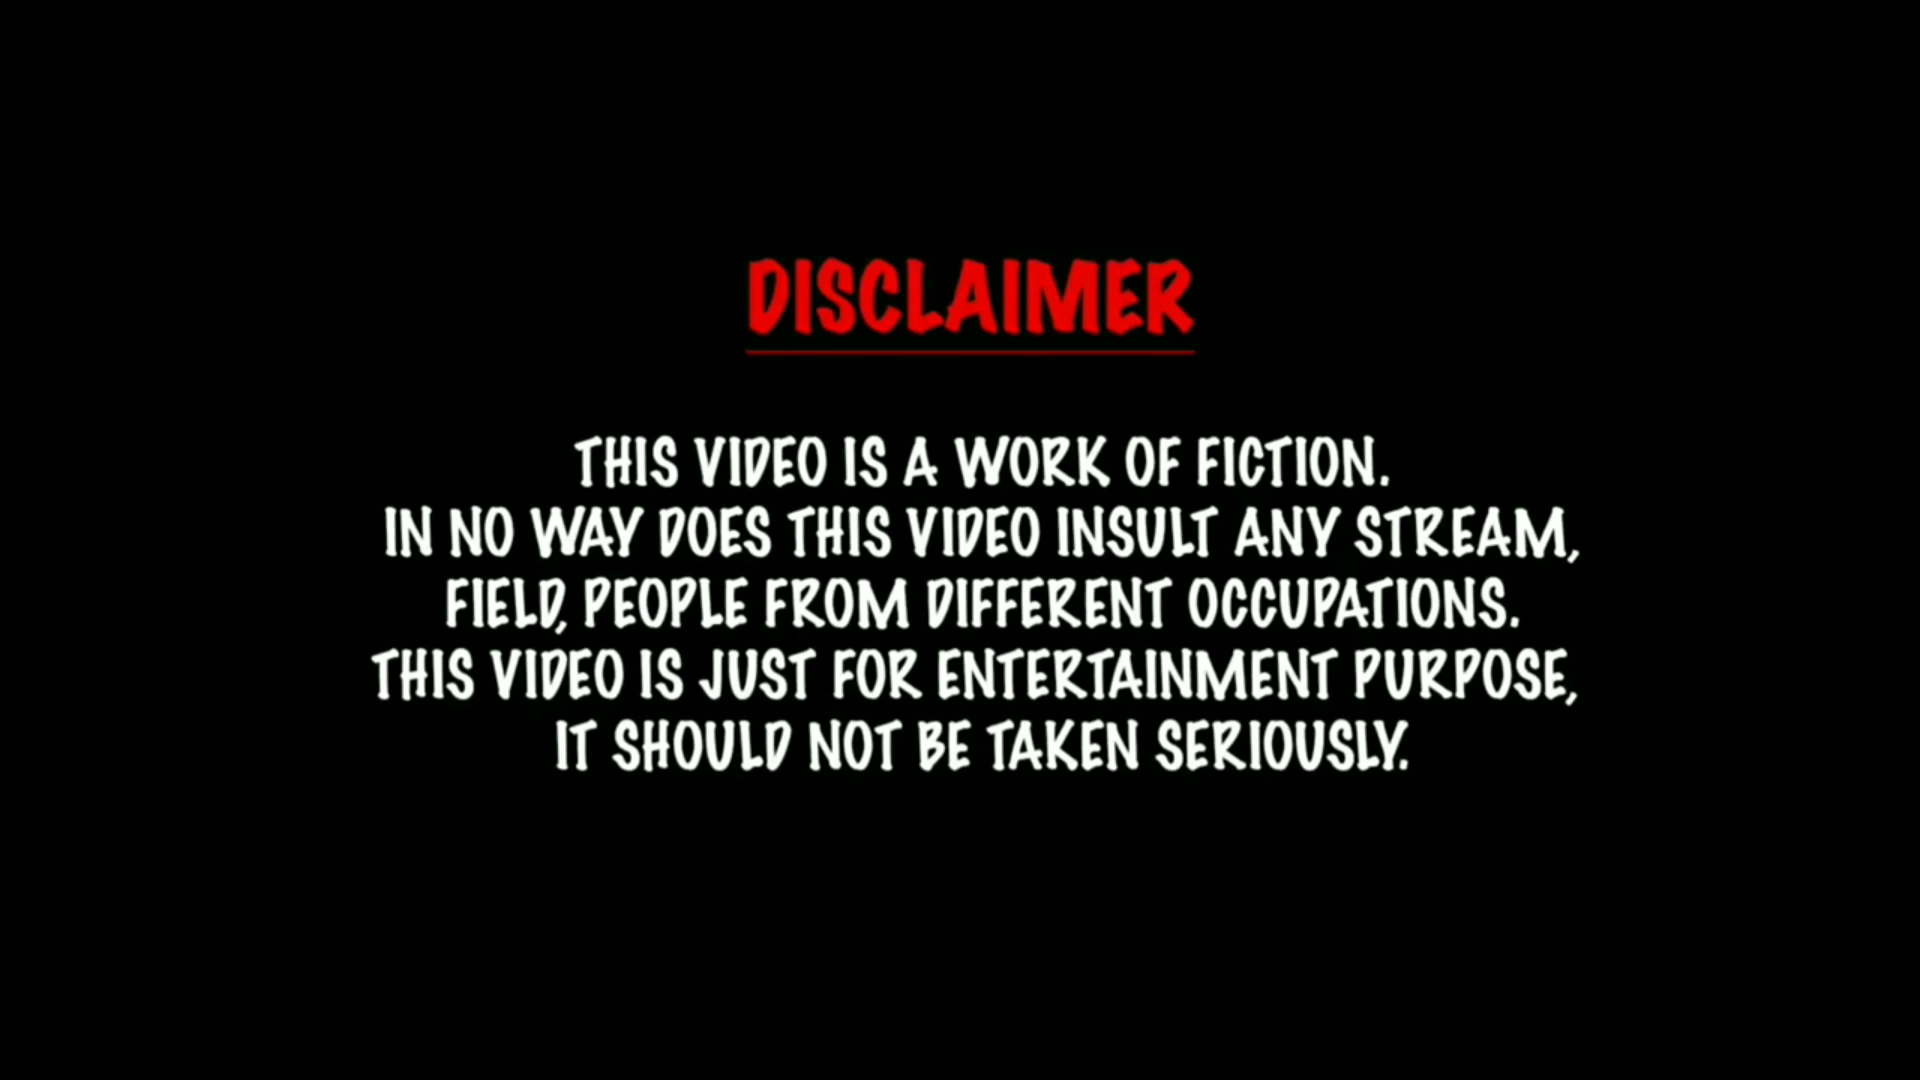 DISCLAIMER
THIS VIDEO IS A WORK OF FICTION.
IN NO WAY DOES THIS VIDEO INSULT ANY STREAM,
FIELD, PEOPLE FROM DIFFERENT OCCUPATIONS.
THIS VIDEO IS JUST FOR ENTERTAINMENT PURPOSE,
IT SHOULD NOT BE TAKEN SERIOUSLY.